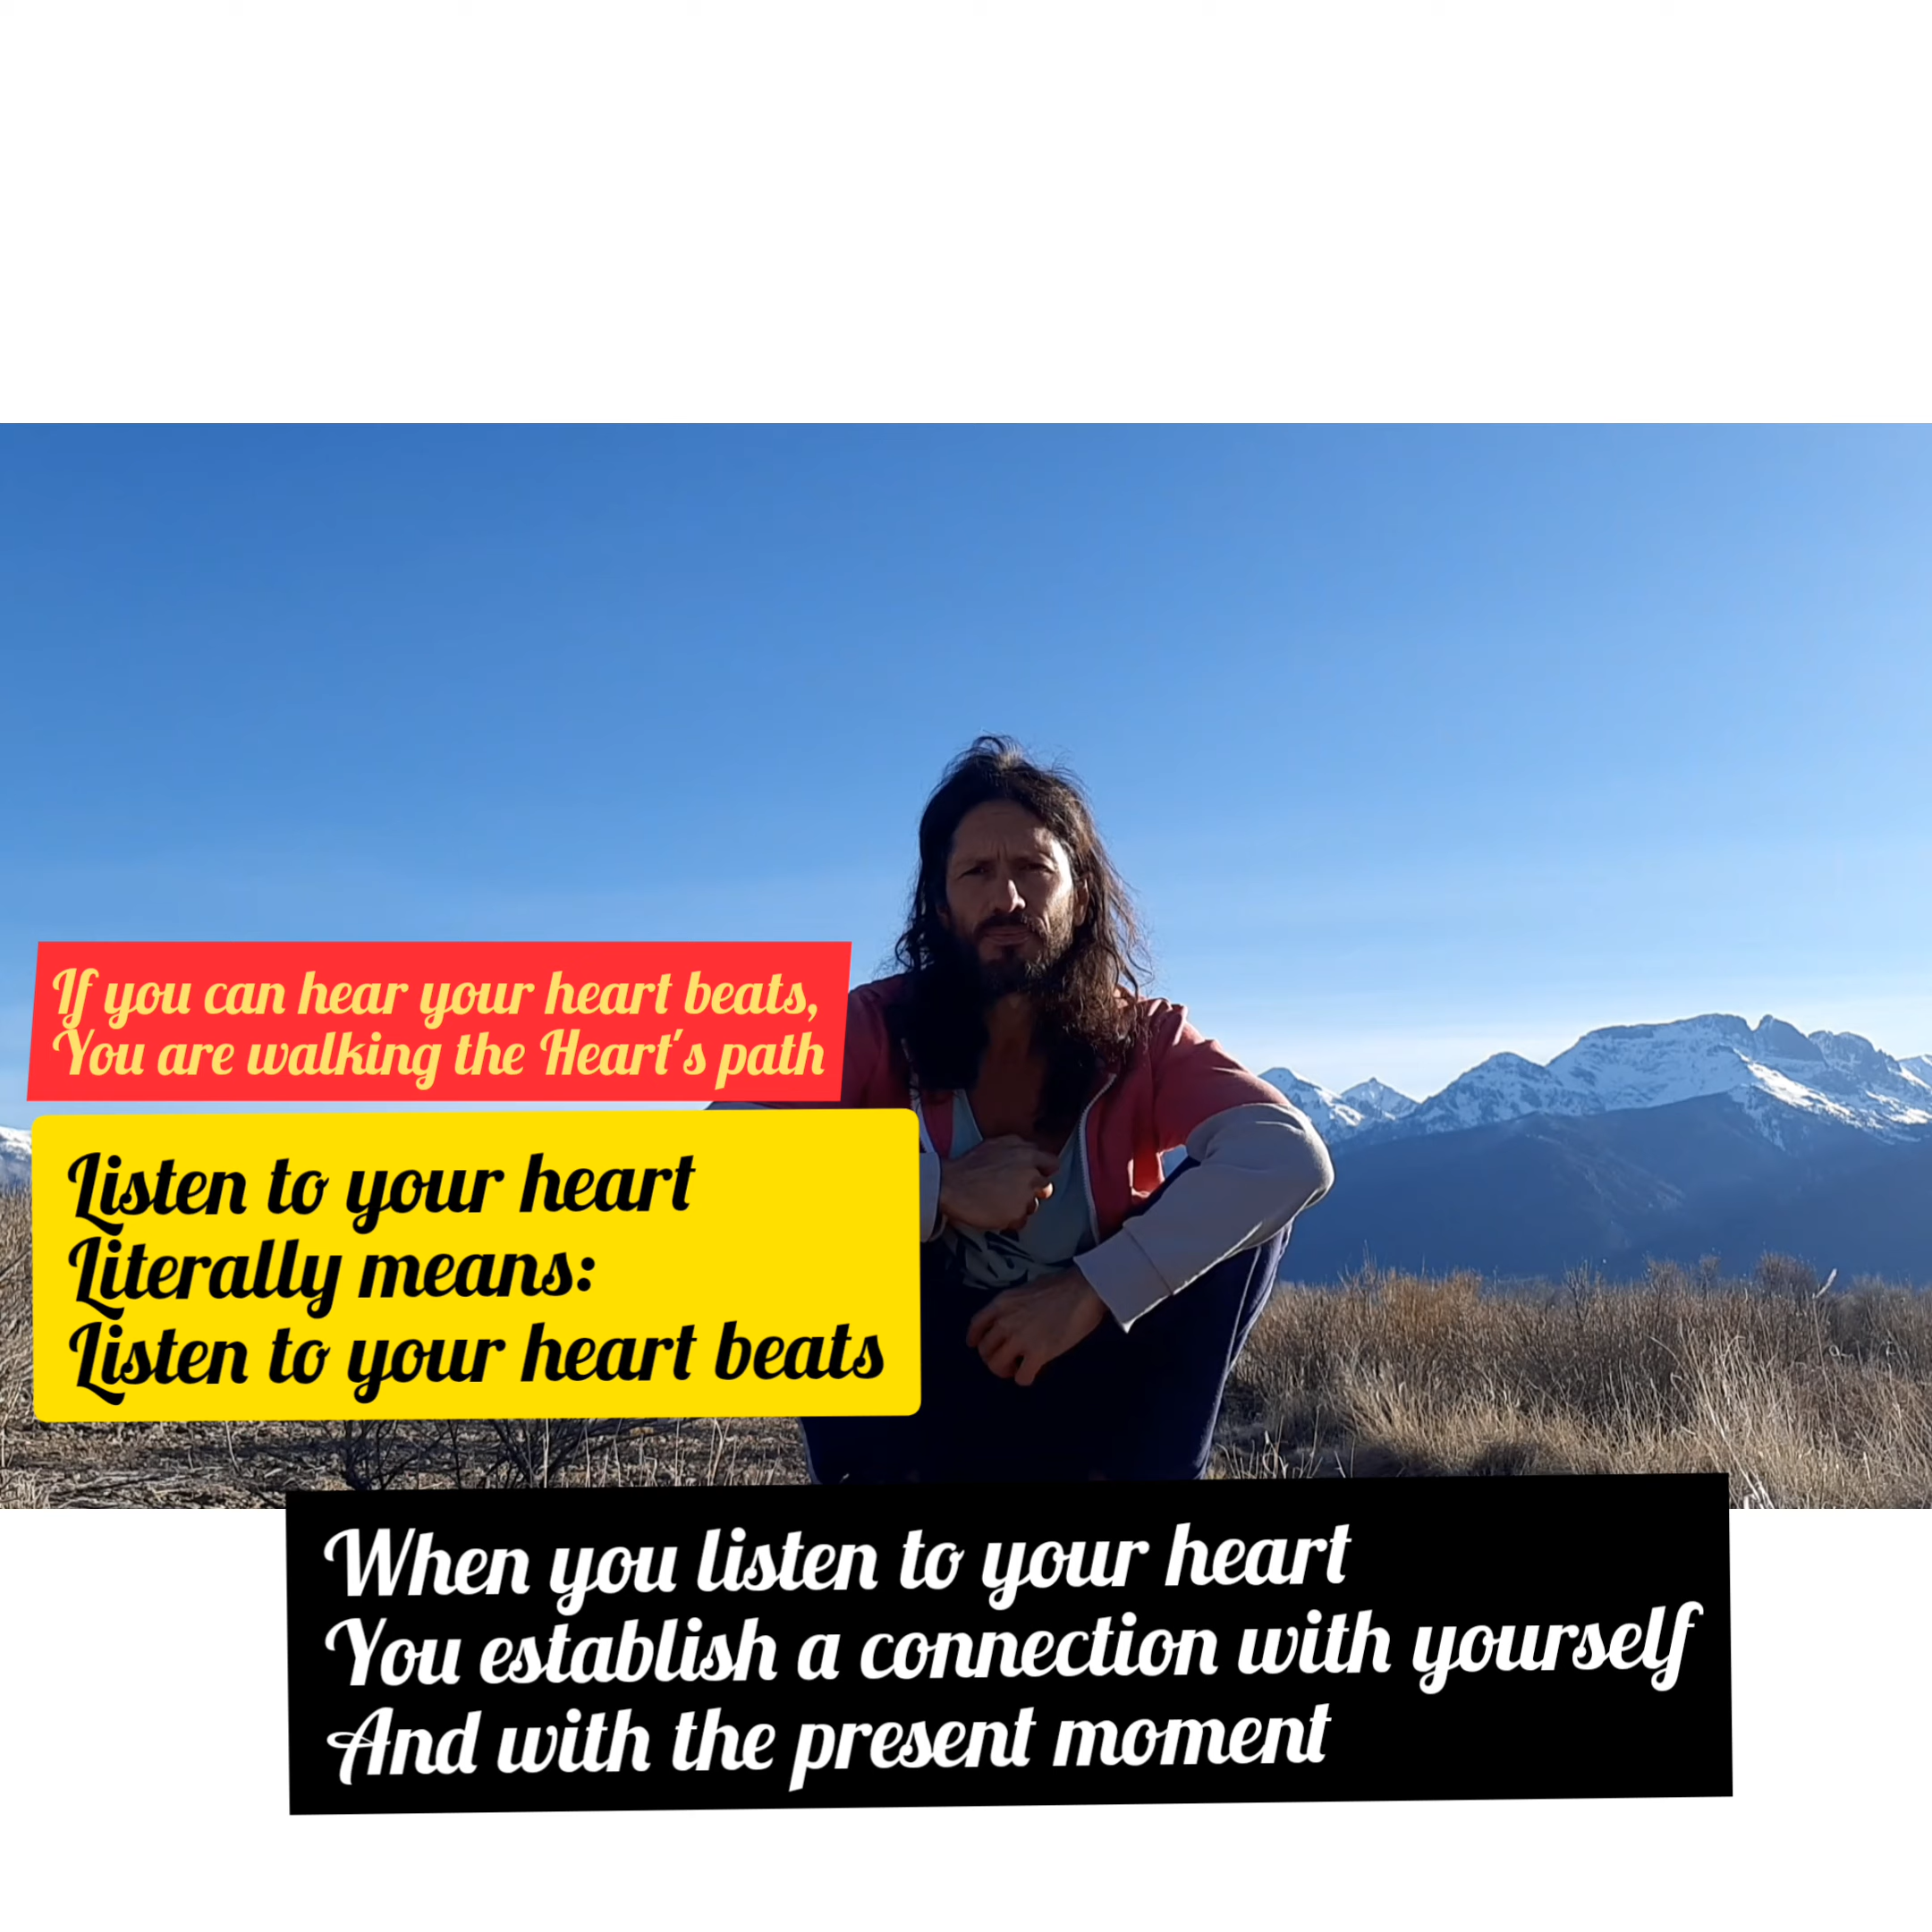 If you can hear your heart beats,
You are walking the Heart's path
Listen to your heart
Literally means:
Listen to your heart beats
When you listen to your heart
You establish a connection with yourself
And with the present moment